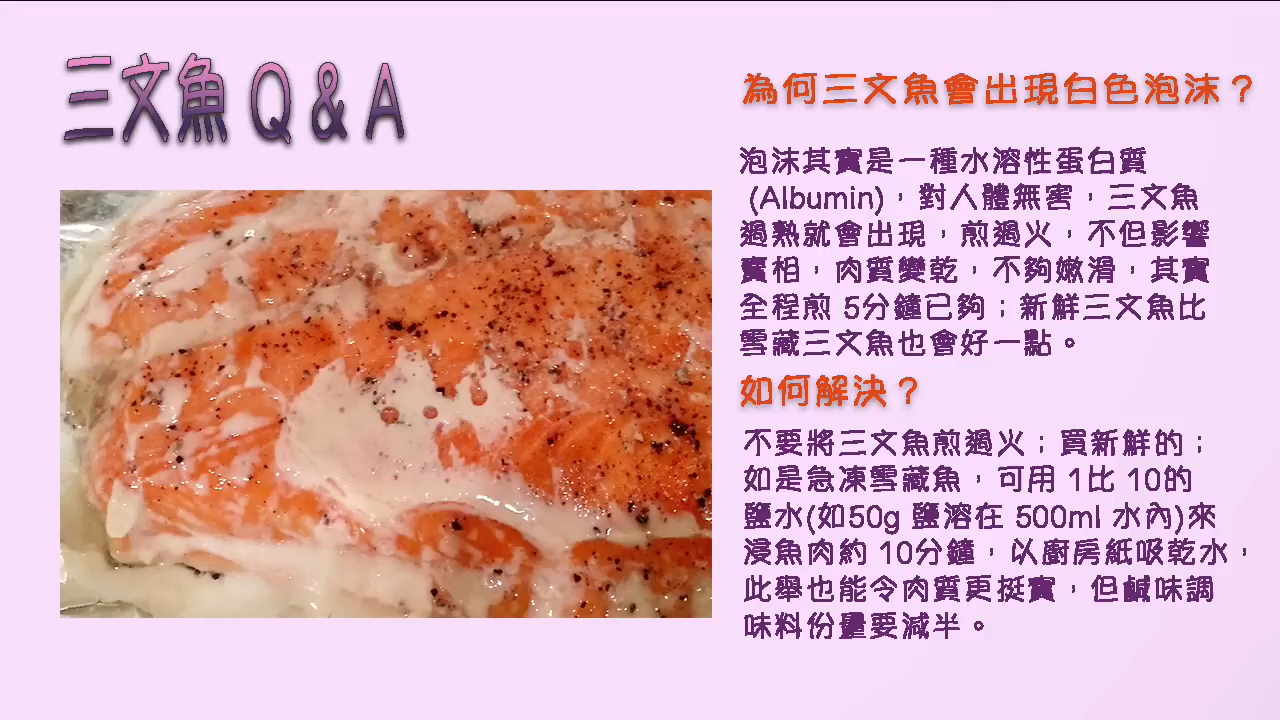 三文魚 Q & A
為何三文魚會出現白色泡沫？
泡沫其實是一種水溶性蛋白質
(Albumin)，對人體無害，三文魚
過熟就會出現，煎過火，不但影響
賣相，肉質變乾，不夠嫩滑，其實
全程煎 5分鐘已夠；新鮮三文魚比
雪藏三文魚也會好一點。
如何解決？
不要將三文魚煎過火；買新鮮的；
如是急凍雪藏魚，可用 1比 10的
鹽水(如50g 鹽溶在 500ml 水內)來
浸魚肉約 10分鐘，以廚房紙吸乾水，
此舉也能令肉質更挺實，但鹹味調
味料份量要減半。